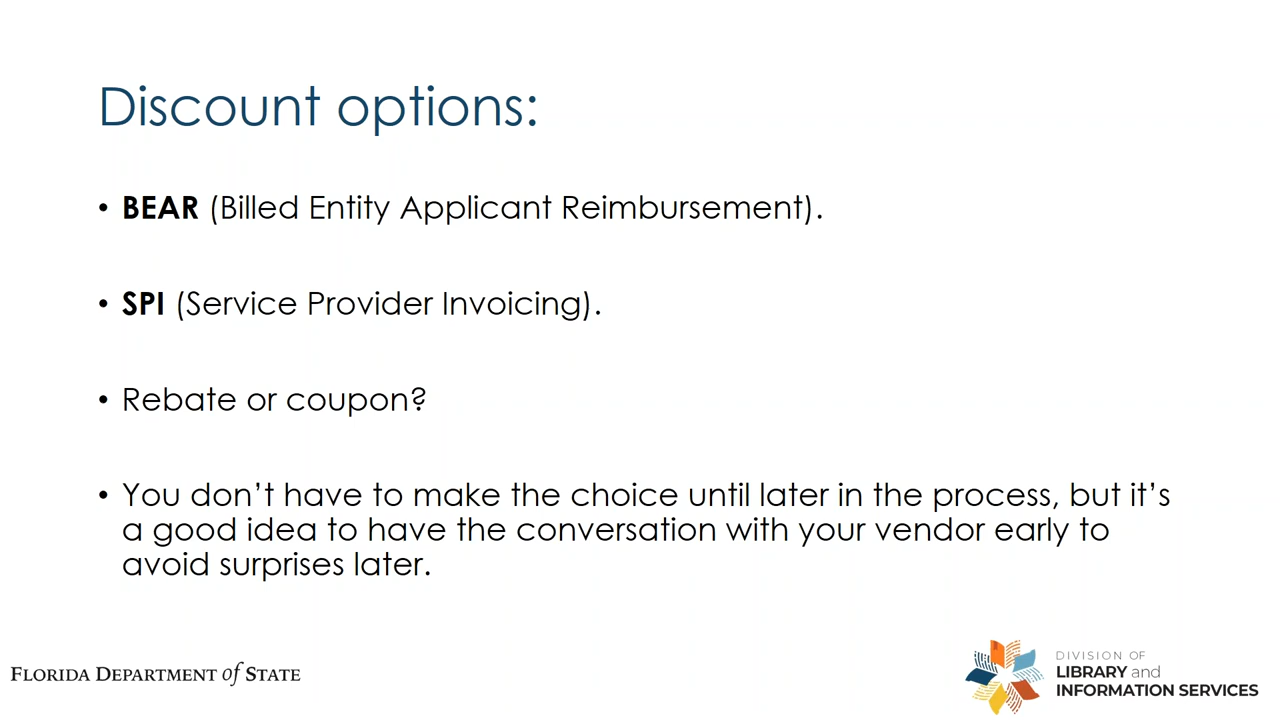 Discount options:
• BEAR (Billed Entity Applicant Reimbursement).
• SPI (Service Provider Invoicing).
• Rebate or coupon?
• You don’t have to make the choice until later in the process, but it’s
a good idea to have the conversation with your vendor early to
avoid surprises later.
FLORIDA DEPARTMENT of STATE
DIVISION OF
LIBRARY and
INFORMATION SERVICES